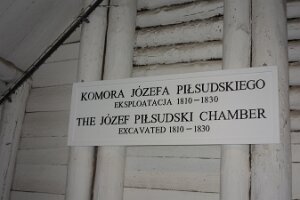 KOMORA JÓZEFA PIŁSUDSKIEGO
EKSPLOATACJA 1810-1830
THE JÓZEF PIŁSUDSKI CHAMBER
EXCAVATED 1810-1830